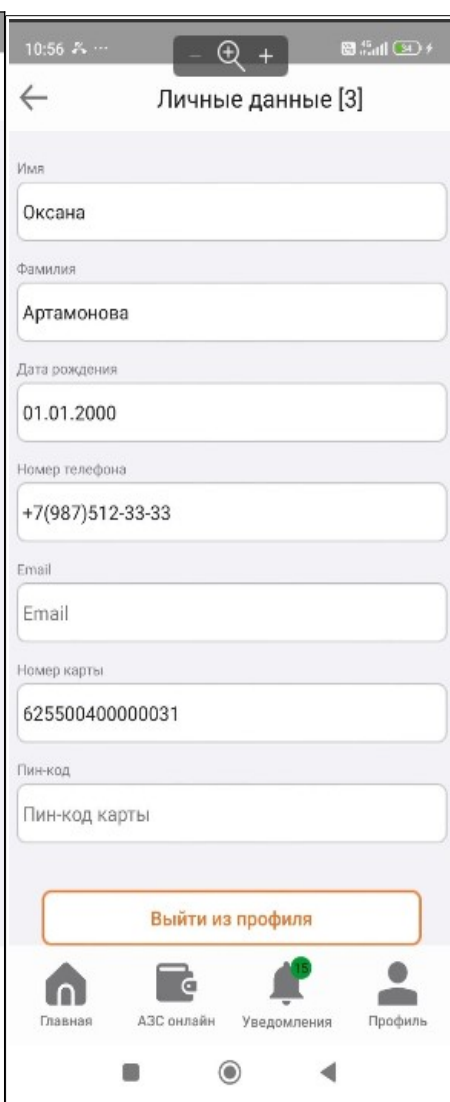 10:56 ...
4G 34
Личные данные [3]
Имя
Оксана
Фамилия
Артамонова
Дата рождения
01.01.2000
Номер телефона
+7(987)512-33-33
Email
Email
Номер карты
625500400000031
Пин-код
Пин-код карты
Выйти из профиля
15
Главная АЗС онлайн Уведомления Профиль